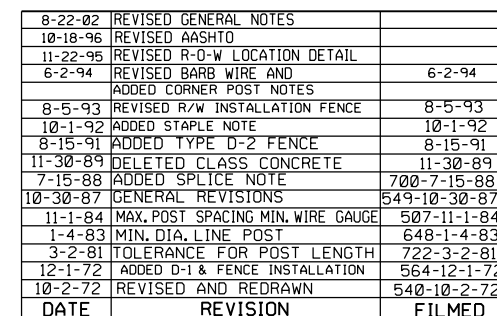 8-22-02 REVISED GENERAL NOTES
10-18-96 REVISED AASHTO
11-22-95 REVISED R-O-W LOCATION DETAIL
6-2-94 REVISED BARB WIRE AND 6-2-94
ADDED CORNER POST NOTES
8-5-93 REVISED R/W INSTALLATION FENCE 8-5-93
10-1-92 ADDED STAPLE NOTE 10-1-92
8-15-91 ADDED TYPE D-2 FENCE 8-15-91
11-30-89 DELETED CLASS CONCRETE 11-30-89
7-15-88 ADDED SPLICE NOTE 700-7-15-88
10-30-87 GENERAL REVISIONS 549-10-30-87
11-1-84 MAX. POST SPACING MIN. WIRE GAUGE 507-11-1-84
1-4-83 MIN. DIA. LINE POST 648-1-4-83
3-2-81 TOLERANCE FOR POST LENGTH 722-3-2-81
12-1-72 ADDED D-1 & FENCE INSTALLATION 564-12-1-72
10-2-72 REVISED AND REDRAWN 540-10-2-72
DATE REVISION FILMED